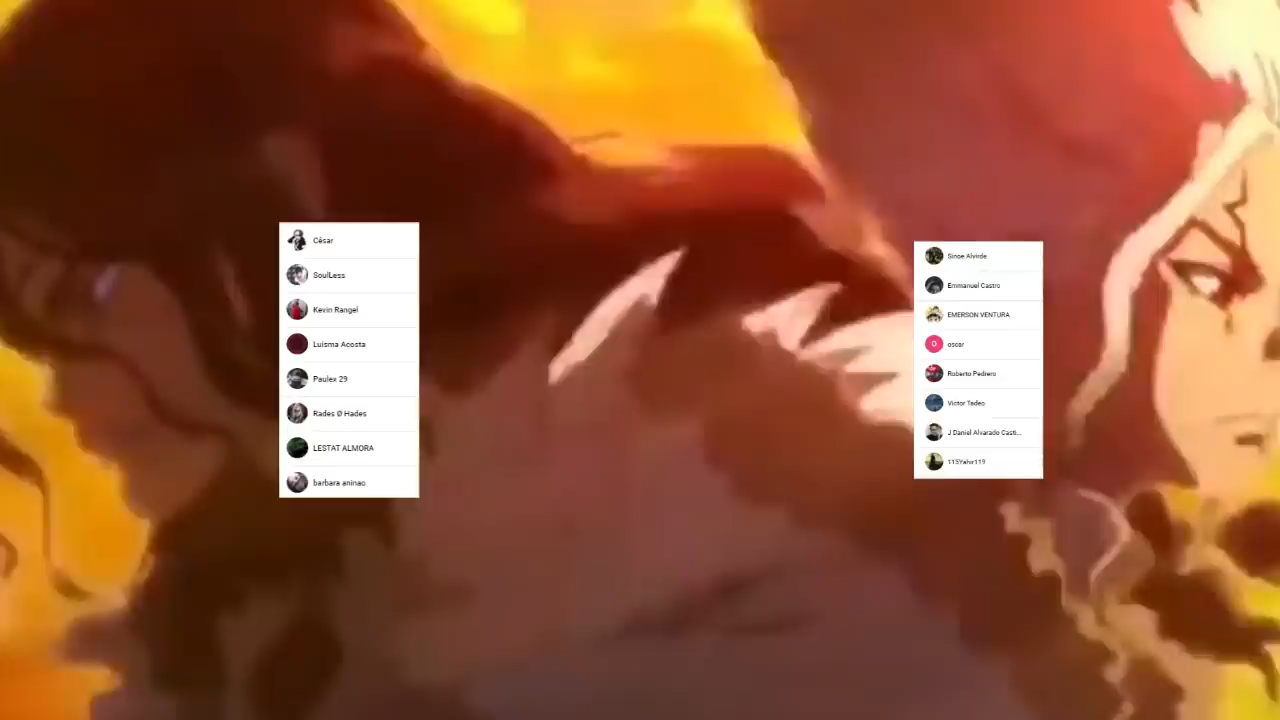 César
SoulLess
Kevin Rangel
Luisma Acosta
Paulex 29
Rades Ø Hades
LESTAT ALMORA
barbara aninao
Sinoe Alvirde
Emmanuel Castro
EMERSON VENTURA
O
oscar
Roberto Pedrero
Victor Tadeo
J Daniel Alvarado Casti...
115Yahir119